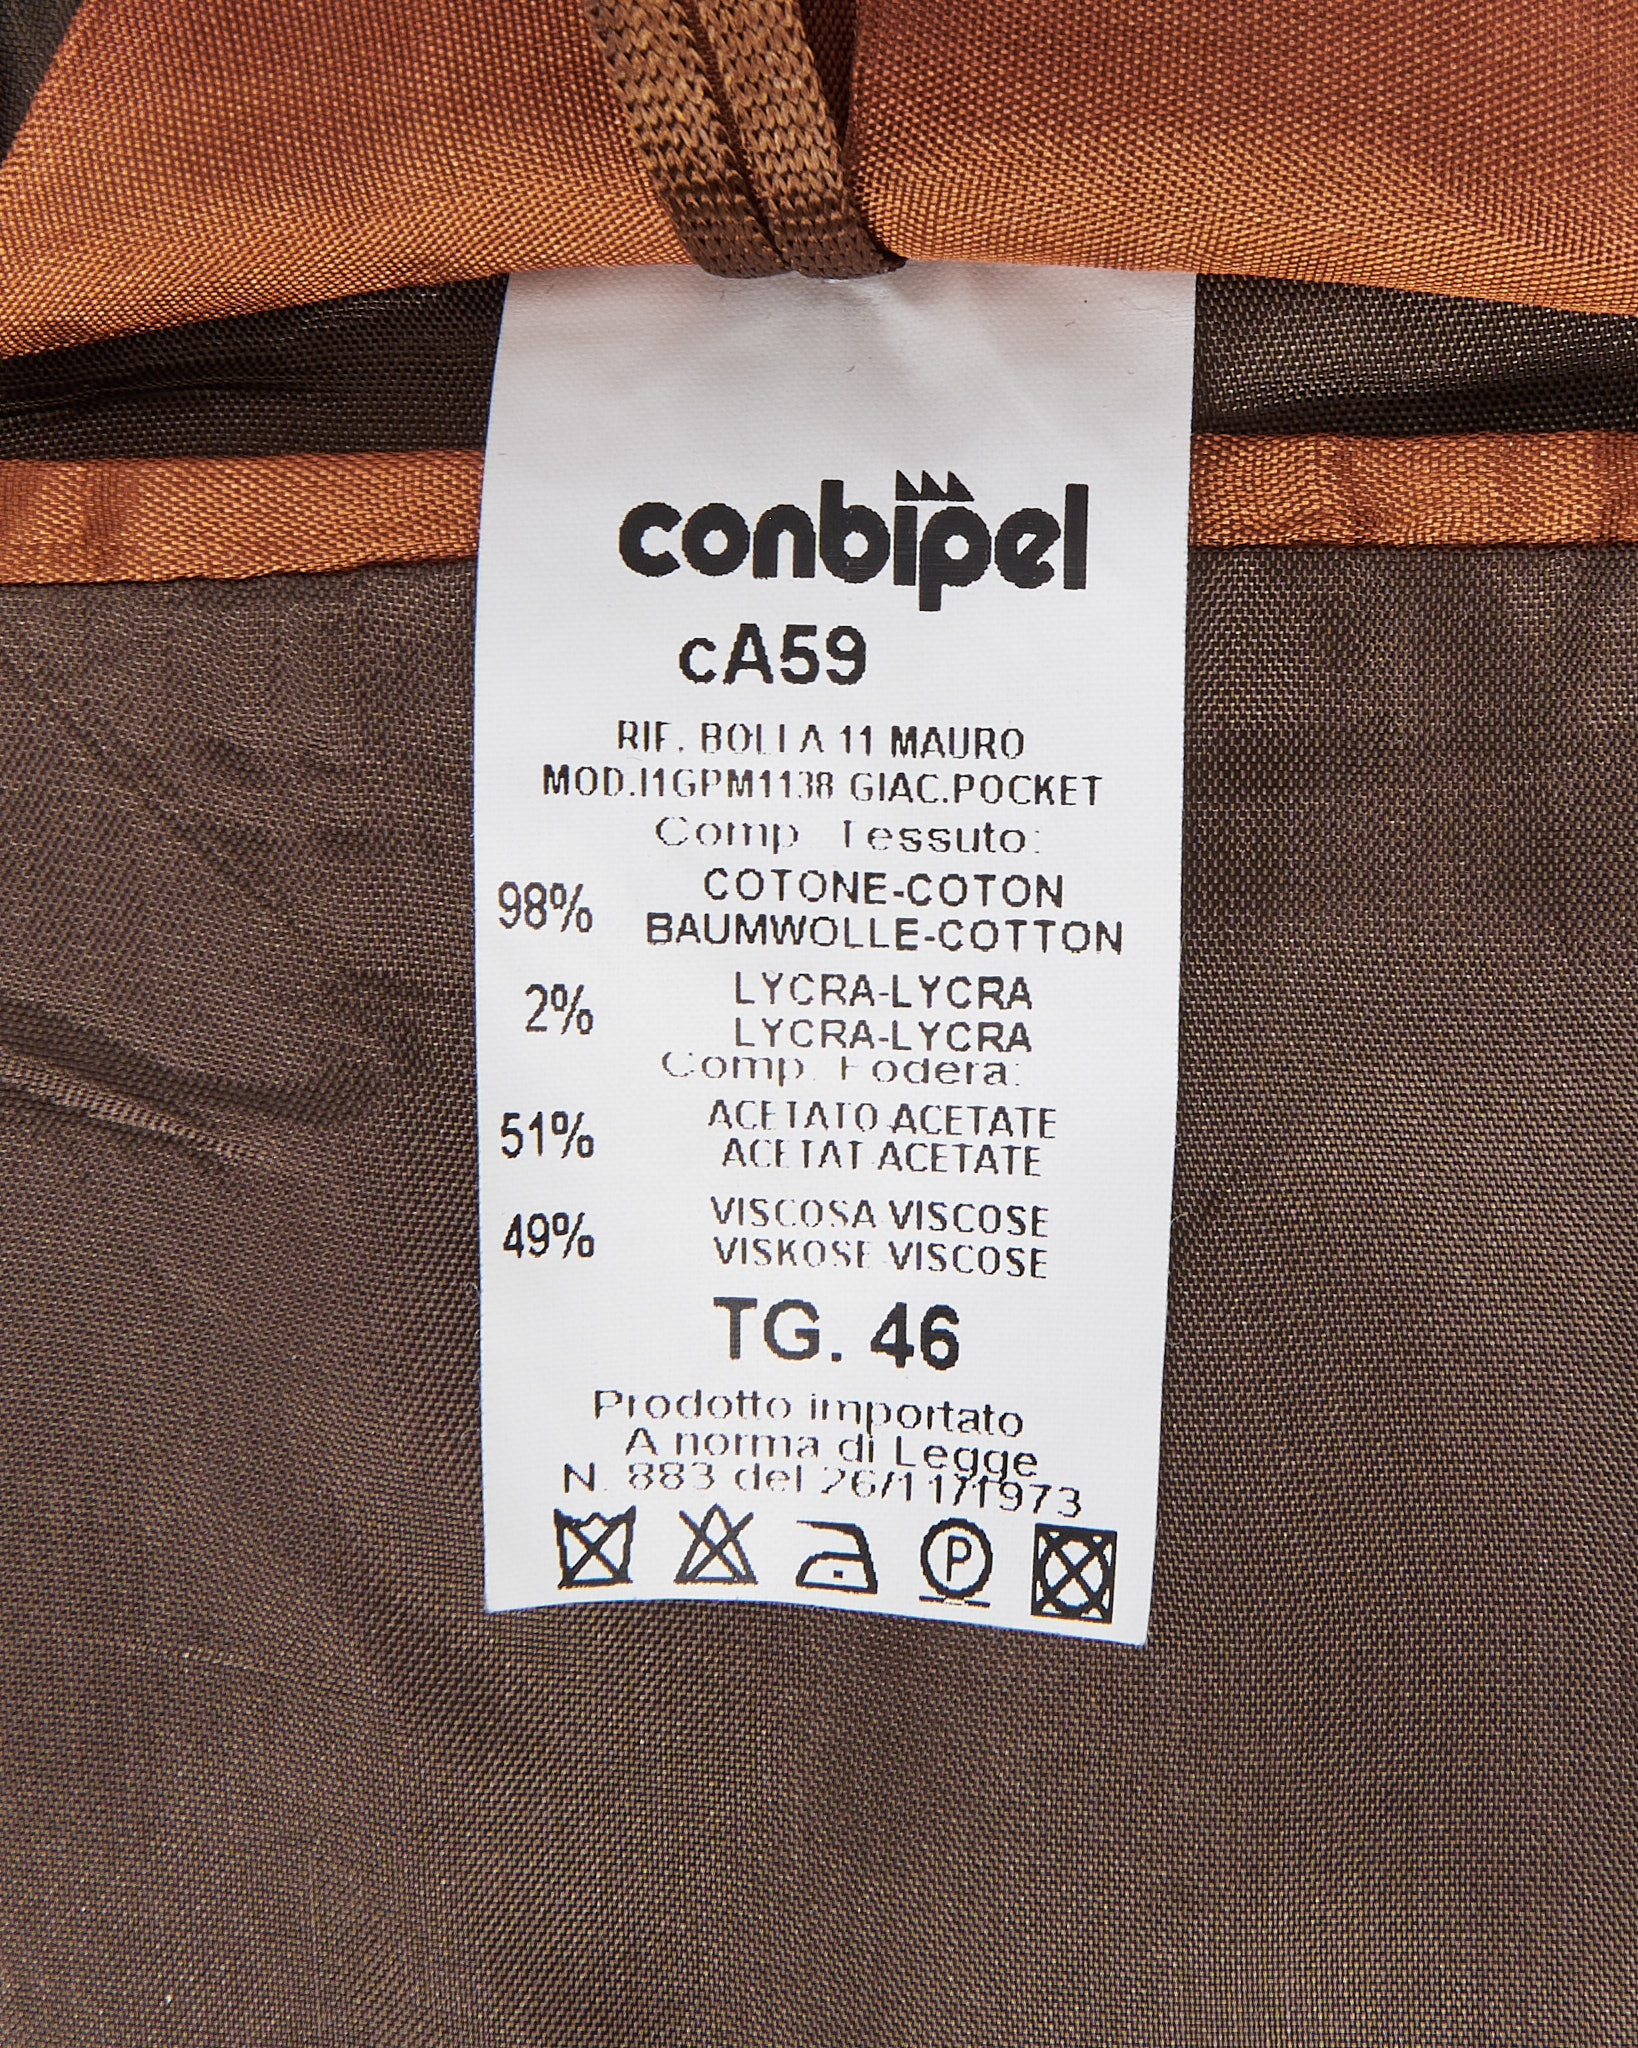 conbipel
cA59
RIF. BOLLA 11 MAURO
MOD.I1GPM1138 GIAC.POCKET
Comp. Tessuto:
98% COTONE-COTON
BAUMWOLLE-COTTON
2% LYCRA-LYCRA
LYCRA-LYCRA
Comp. Fodera:
51% ACETATO ACETATE
ACETAT ACETATE
49% VISCOSA VISCOSE
VISKOSE VISCOSE
TG. 46
Prodotto importato
A norma di Legge
N. 883 del 26/11/1973
P